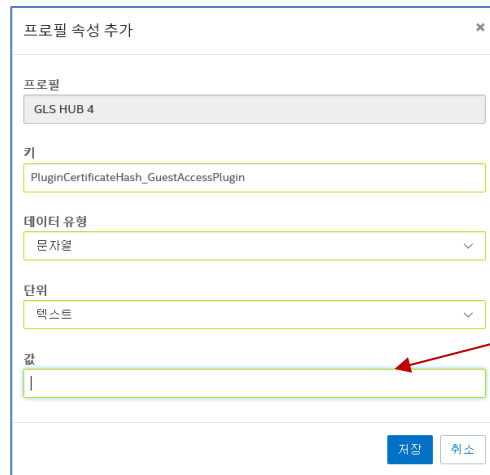 프로필 속성 추가
×
프로필
GLS HUB 4
키
PluginCertificateHash_GuestAccessPlugin
데이터 유형
문자열
단위
텍스트
값
저장 취소